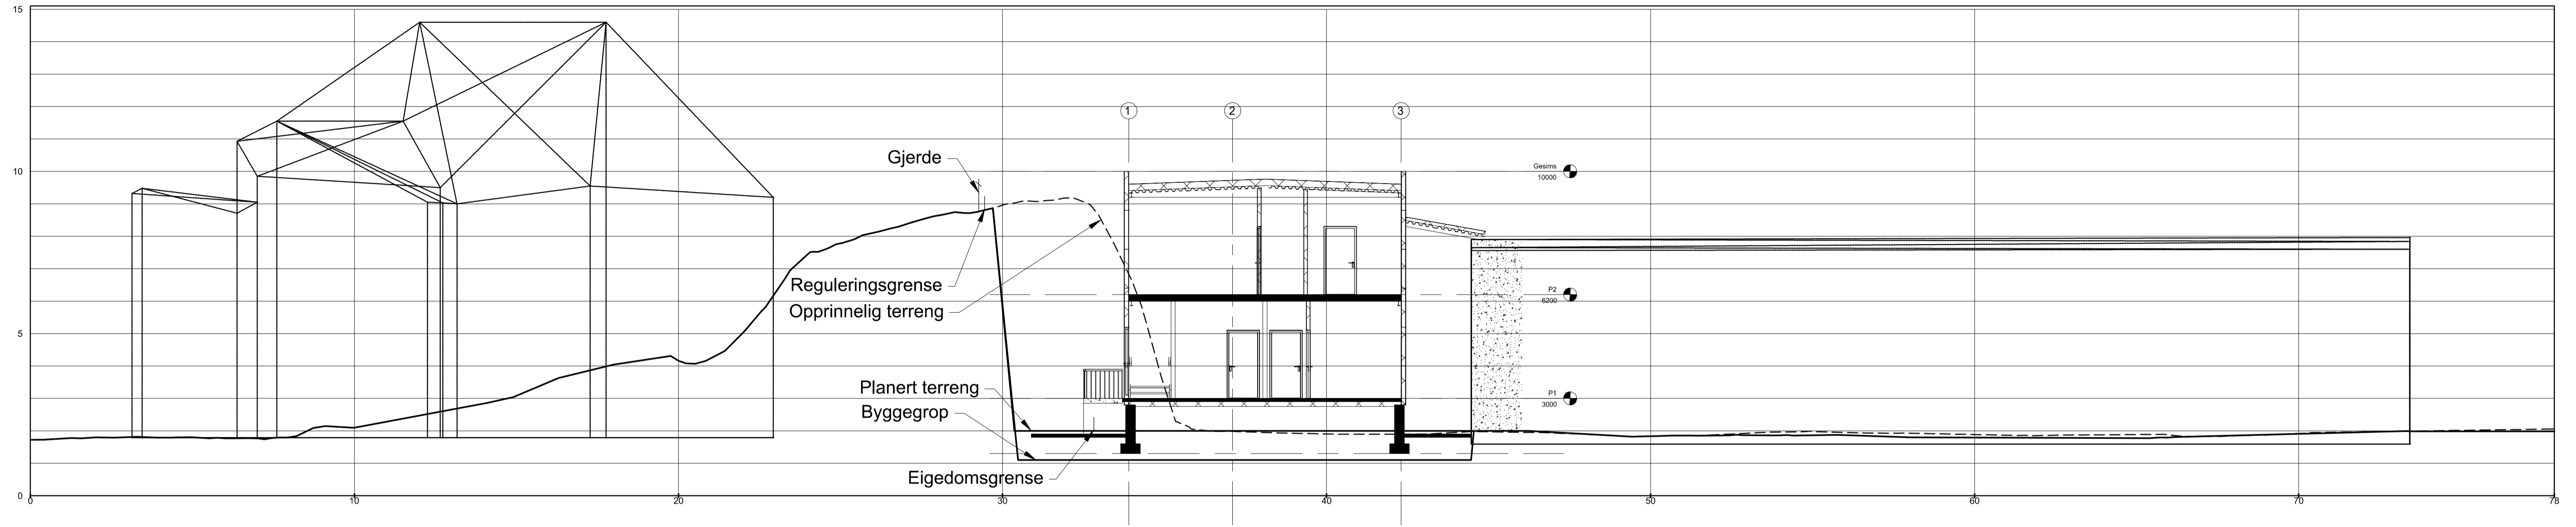 15
10
5
0
1
2
3
Gjerde
Gesims
10000
Reguleringsgrense
Opprinnelig terreng
P2
6200
Planert terreng
Byggegrop
P1
3000
Eigedomsgrense
0
10
20
30
40
50
60
70
78